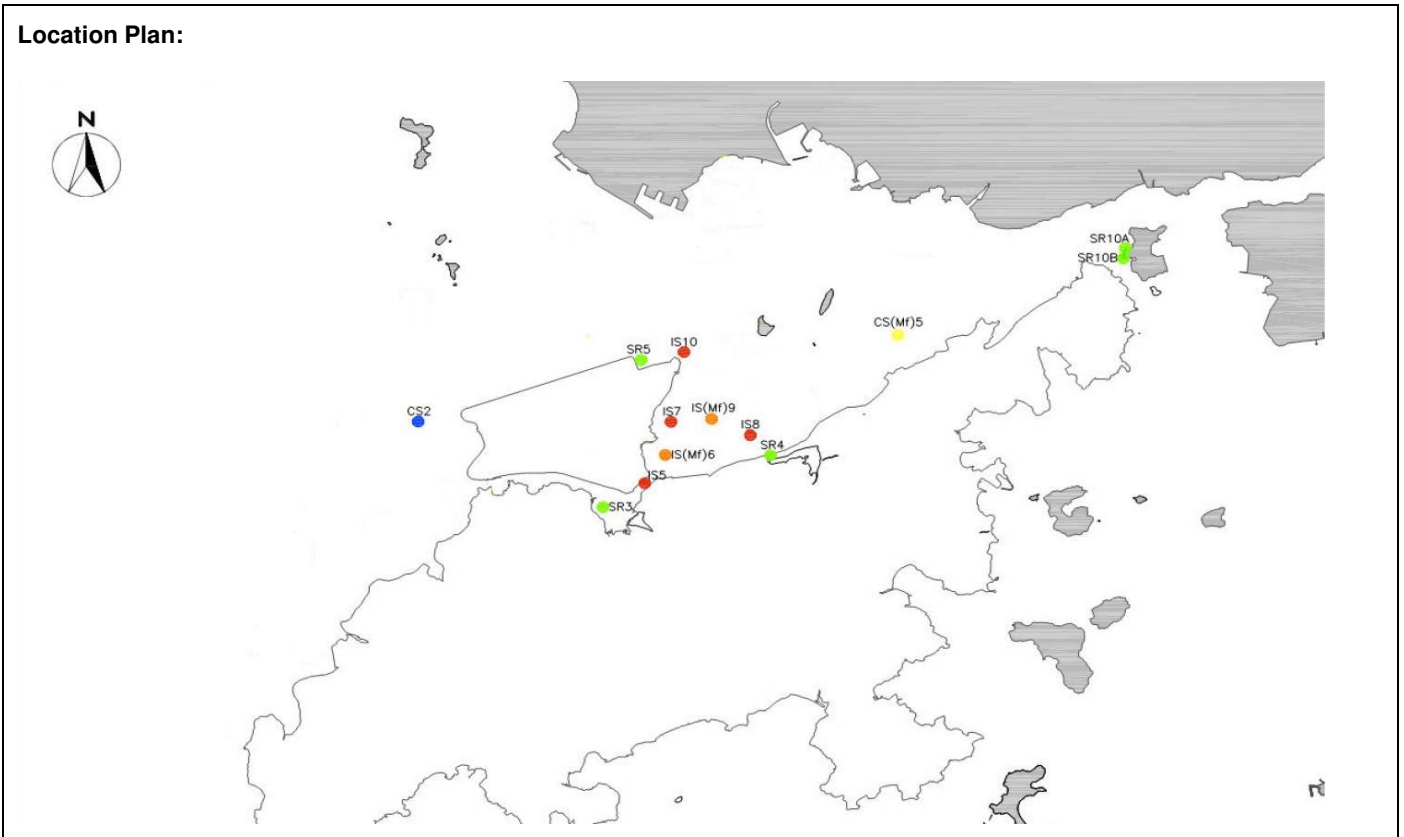 Location Plan:
N
SR10A
SR10B
CS(Mf)5
IS10
SR5
CS2
IS7
IS(Mf)9
IS8
SR4
IS(Mf)6
IS5
SR3